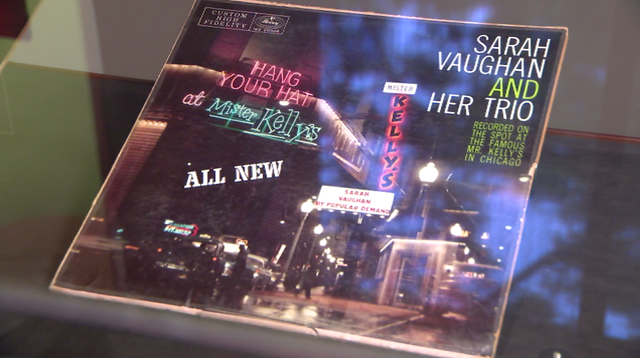 CUSTOM
HIGH
FIDELITY
SARAH
VAUGHAN
AND
HER TRIO
RECORDED ON
THE SPOT AT
THE FAMOUS
MR. KELLY'S
IN CHICAGO
HANG
YOUR HAT
at Mister Kelly's
ALL NEW
MISTER
KELLY'S
SARAH
VAUGHAN
BY POPULAR DEMAND